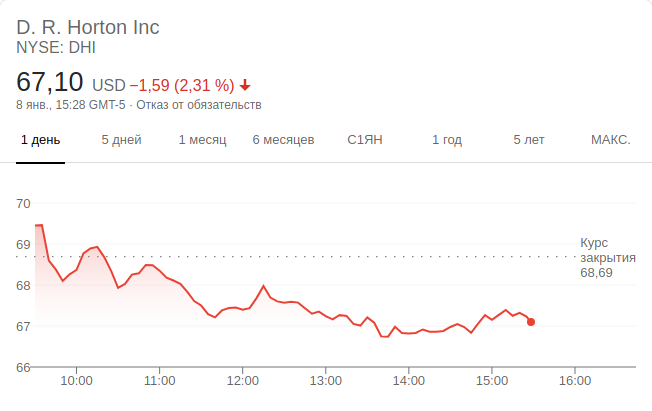 D. R. Horton Inc
NYSE: DHI
67,10 USD −1,59 (2,31 %)
8 янв., 15:28 GMT-5 · Отказ от обязательств
1 день 5 дней 1 месяц 6 месяцев С1ЯН 1 год 5 лет МАКС.
70
69
Курс
закрытия
68,69
68
67
66
10:00 11:00 12:00 13:00 14:00 15:00 16:00